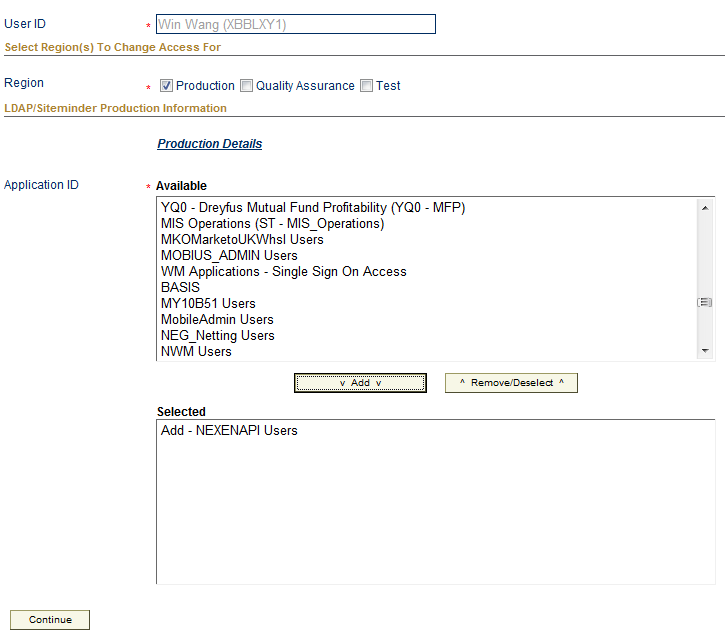 User ID * Win Wang (XBBLXY1)
Select Region(s) To Change Access For
Region * Production Quality Assurance Test
LDAP/Siteminder Production Information
Production Details
Application ID * Available
YQ0 - Dreyfus Mutual Fund Profitability (YQ0 - MFP)
MIS Operations (ST - MIS_Operations)
MKOMarketoUKWhsl Users
MOBIUS_ADMIN Users
WM Applications - Single Sign On Access
BASIS
MY10B51 Users
MobileAdmin Users
NEG_Netting Users
NWM Users
v Add v ^ Remove/Deselect ^
Selected
Add - NEXENAPI Users
Continue